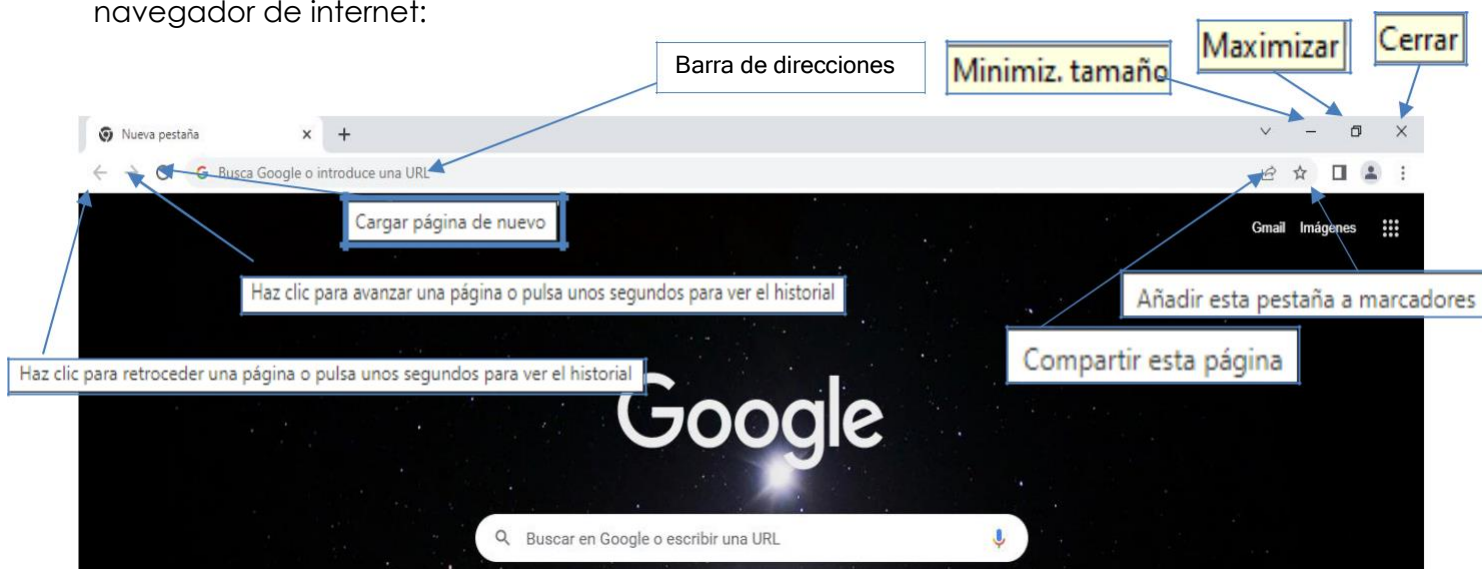 navegador de internet:
Barra de direcciones
Minimiz. tamaño
Maximizar
Cerrar
Nueva pestaña
Busca Google o introduce una URL
Cargar página de nuevo
Gmail Imágenes
Haz clic para avanzar una página o pulsa unos segundos para ver el historial
Añadir esta pestaña a marcadores
Compartir esta página
Haz clic para retroceder una página o pulsa unos segundos para ver el historial
Google
Buscar en Google o escribir una URL